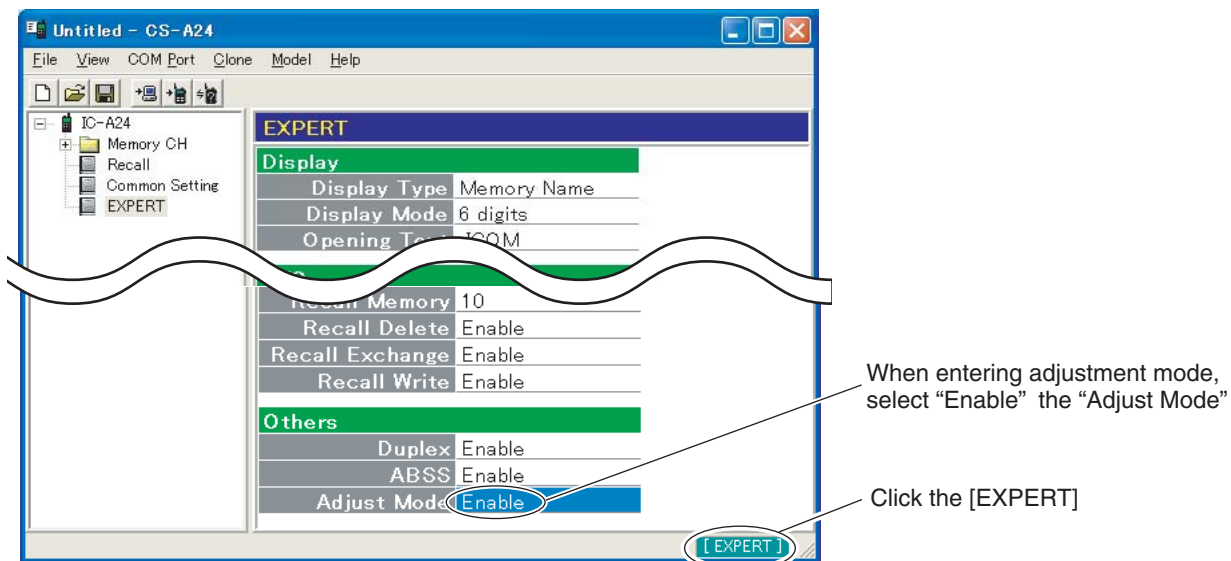 Untitled - CS-A24
File View COM Port Clone Model Help
IC-A24
Memory CH
Recall
Common Setting
EXPERT
EXPERT
Display
Display Type Memory Name
Display Mode 6 digits
Opening Text ICOM
Recall Memory 10
Recall Delete Enable
Recall Exchange Enable
Recall Write Enable
Others
Duplex Enable
ABSS Enable
Adjust Mode Enable
[ EXPERT ]
When entering adjustment mode,
select “Enable” the “Adjust Mode”
Click the [EXPERT]